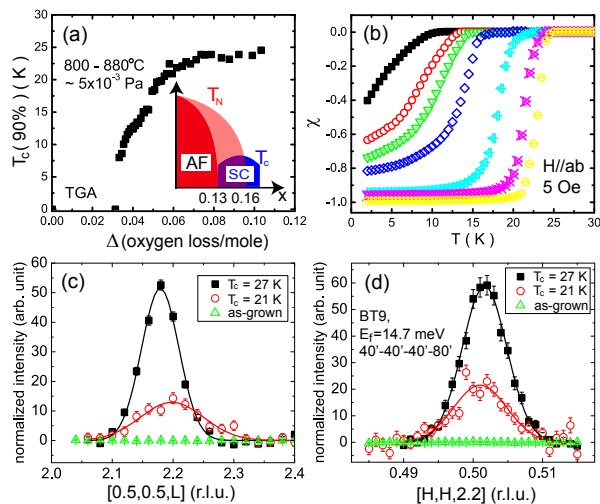 (a)
800 - 880°C
~ 5x10⁻³ Pa
T_N
AF
SC
T_c
0.13 0.16
x
TGA
T_c(90%) (K)
30
25
20
15
10
5
0
0.00 0.02 0.04 0.06 0.08 0.10 0.12
Δ(oxygen loss/mole)
(b)
H//ab
5 Oe
χ
0.0
-0.2
-0.4
-0.6
-0.8
-1.0
0 5 10 15 20 25 30
T (K)
(c)
T_c = 27 K
T_c = 21 K
as-grown
normalized intensity (arb. unit)
60
50
40
30
20
10
0
2.0 2.1 2.2 2.3 2.4
[0.5,0.5,L] (r.l.u.)
(d)
T_c = 27 K
T_c = 21 K
as-grown
BT9,
E_f=14.7 meV
40'-40'-40'-80'
normalized intensity (arb. unit)
60
40
20
0
0.49 0.50 0.51
[H,H,2.2] (r.l.u.)